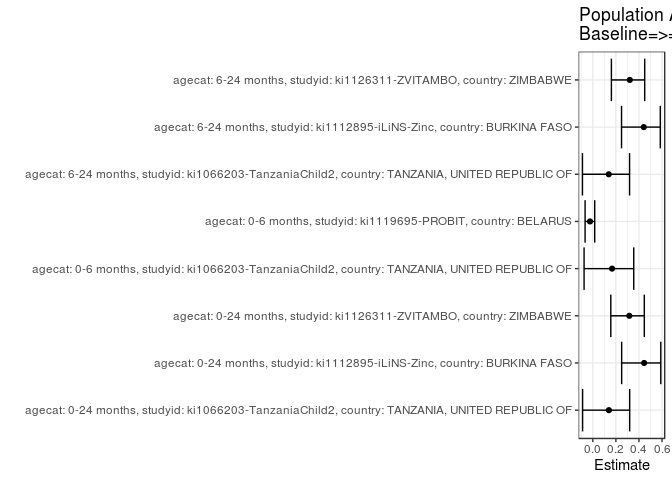 Population
Baseline=>
agecat: 6-24 months, studyid: ki1126311-ZVITAMBO, country: ZIMBABWE
agecat: 6-24 months, studyid: ki1112895-iLiNS-Zinc, country: BURKINA FASO
agecat: 6-24 months, studyid: ki1066203-TanzaniaChild2, country: TANZANIA, UNITED REPUBLIC OF
agecat: 0-6 months, studyid: ki1119695-PROBIT, country: BELARUS
agecat: 0-6 months, studyid: ki1066203-TanzaniaChild2, country: TANZANIA, UNITED REPUBLIC OF
agecat: 0-24 months, studyid: ki1126311-ZVITAMBO, country: ZIMBABWE
agecat: 0-24 months, studyid: ki1112895-iLiNS-Zinc, country: BURKINA FASO
agecat: 0-24 months, studyid: ki1066203-TanzaniaChild2, country: TANZANIA, UNITED REPUBLIC OF
0.0 0.2 0.4 0.6
Estimate